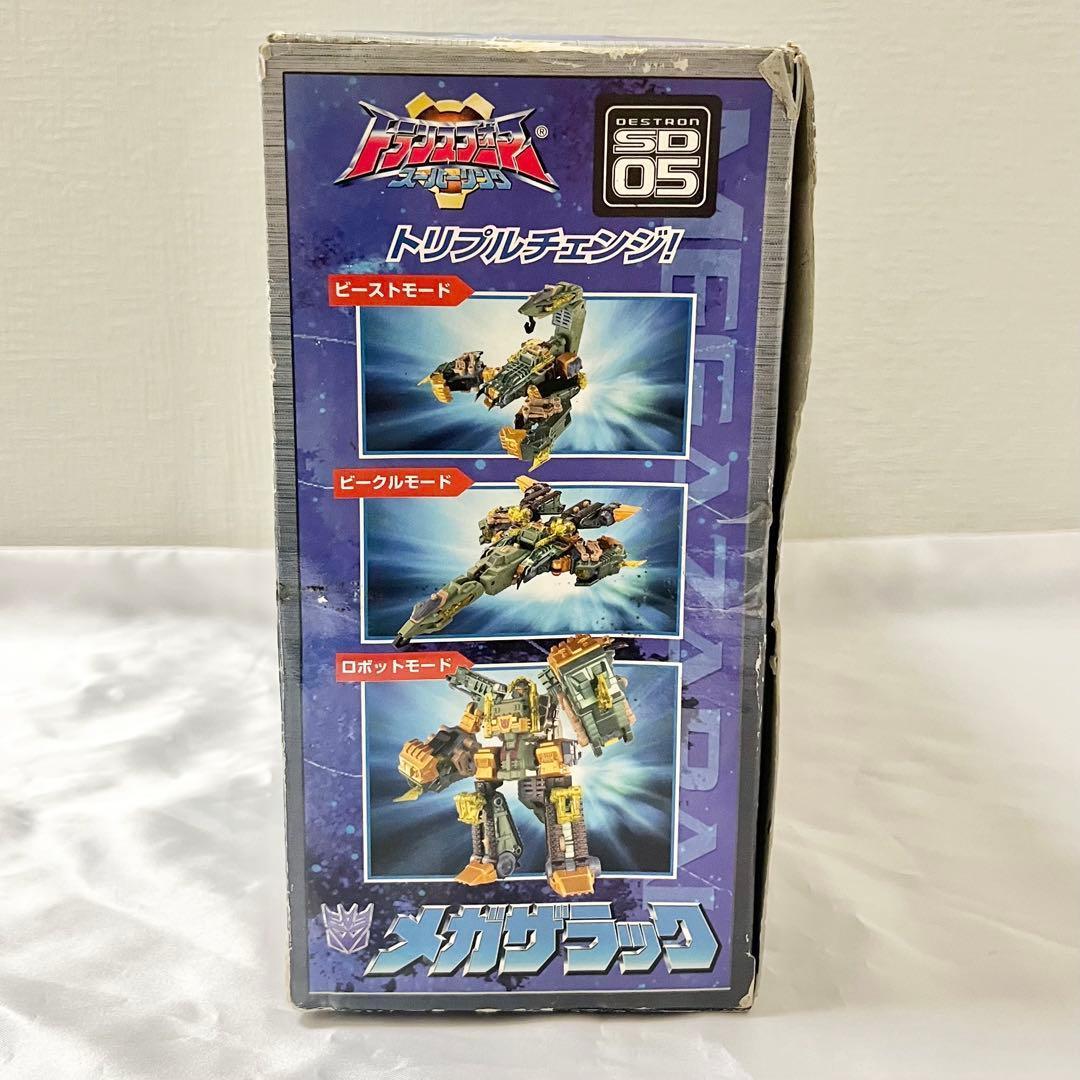 トランスフォーマー®
スーパーリンク
DESTRON
SD
05
トリプルチェンジ!
ビーストモード
ビークルモード
ロボットモード
メガザラック
MEGAZARA